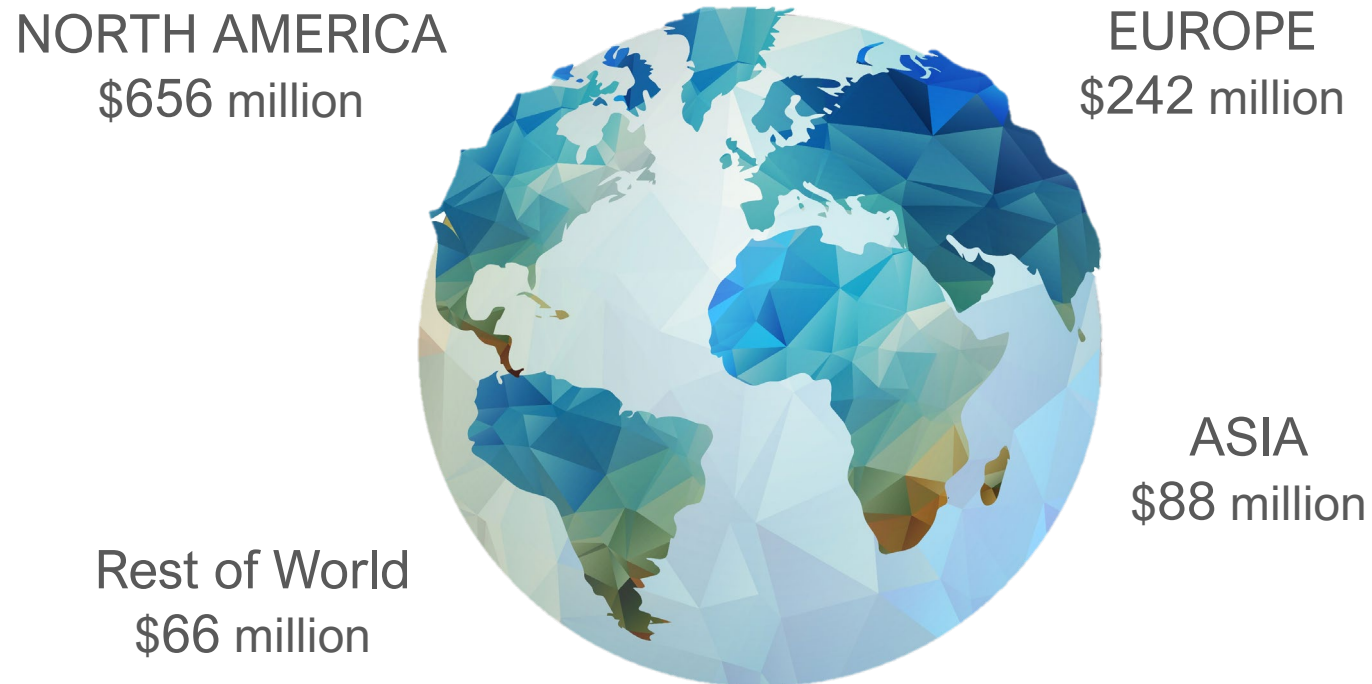 NORTH AMERICA
$656 million
EUROPE
$242 million
ASIA
$88 million
Rest of World
$66 million